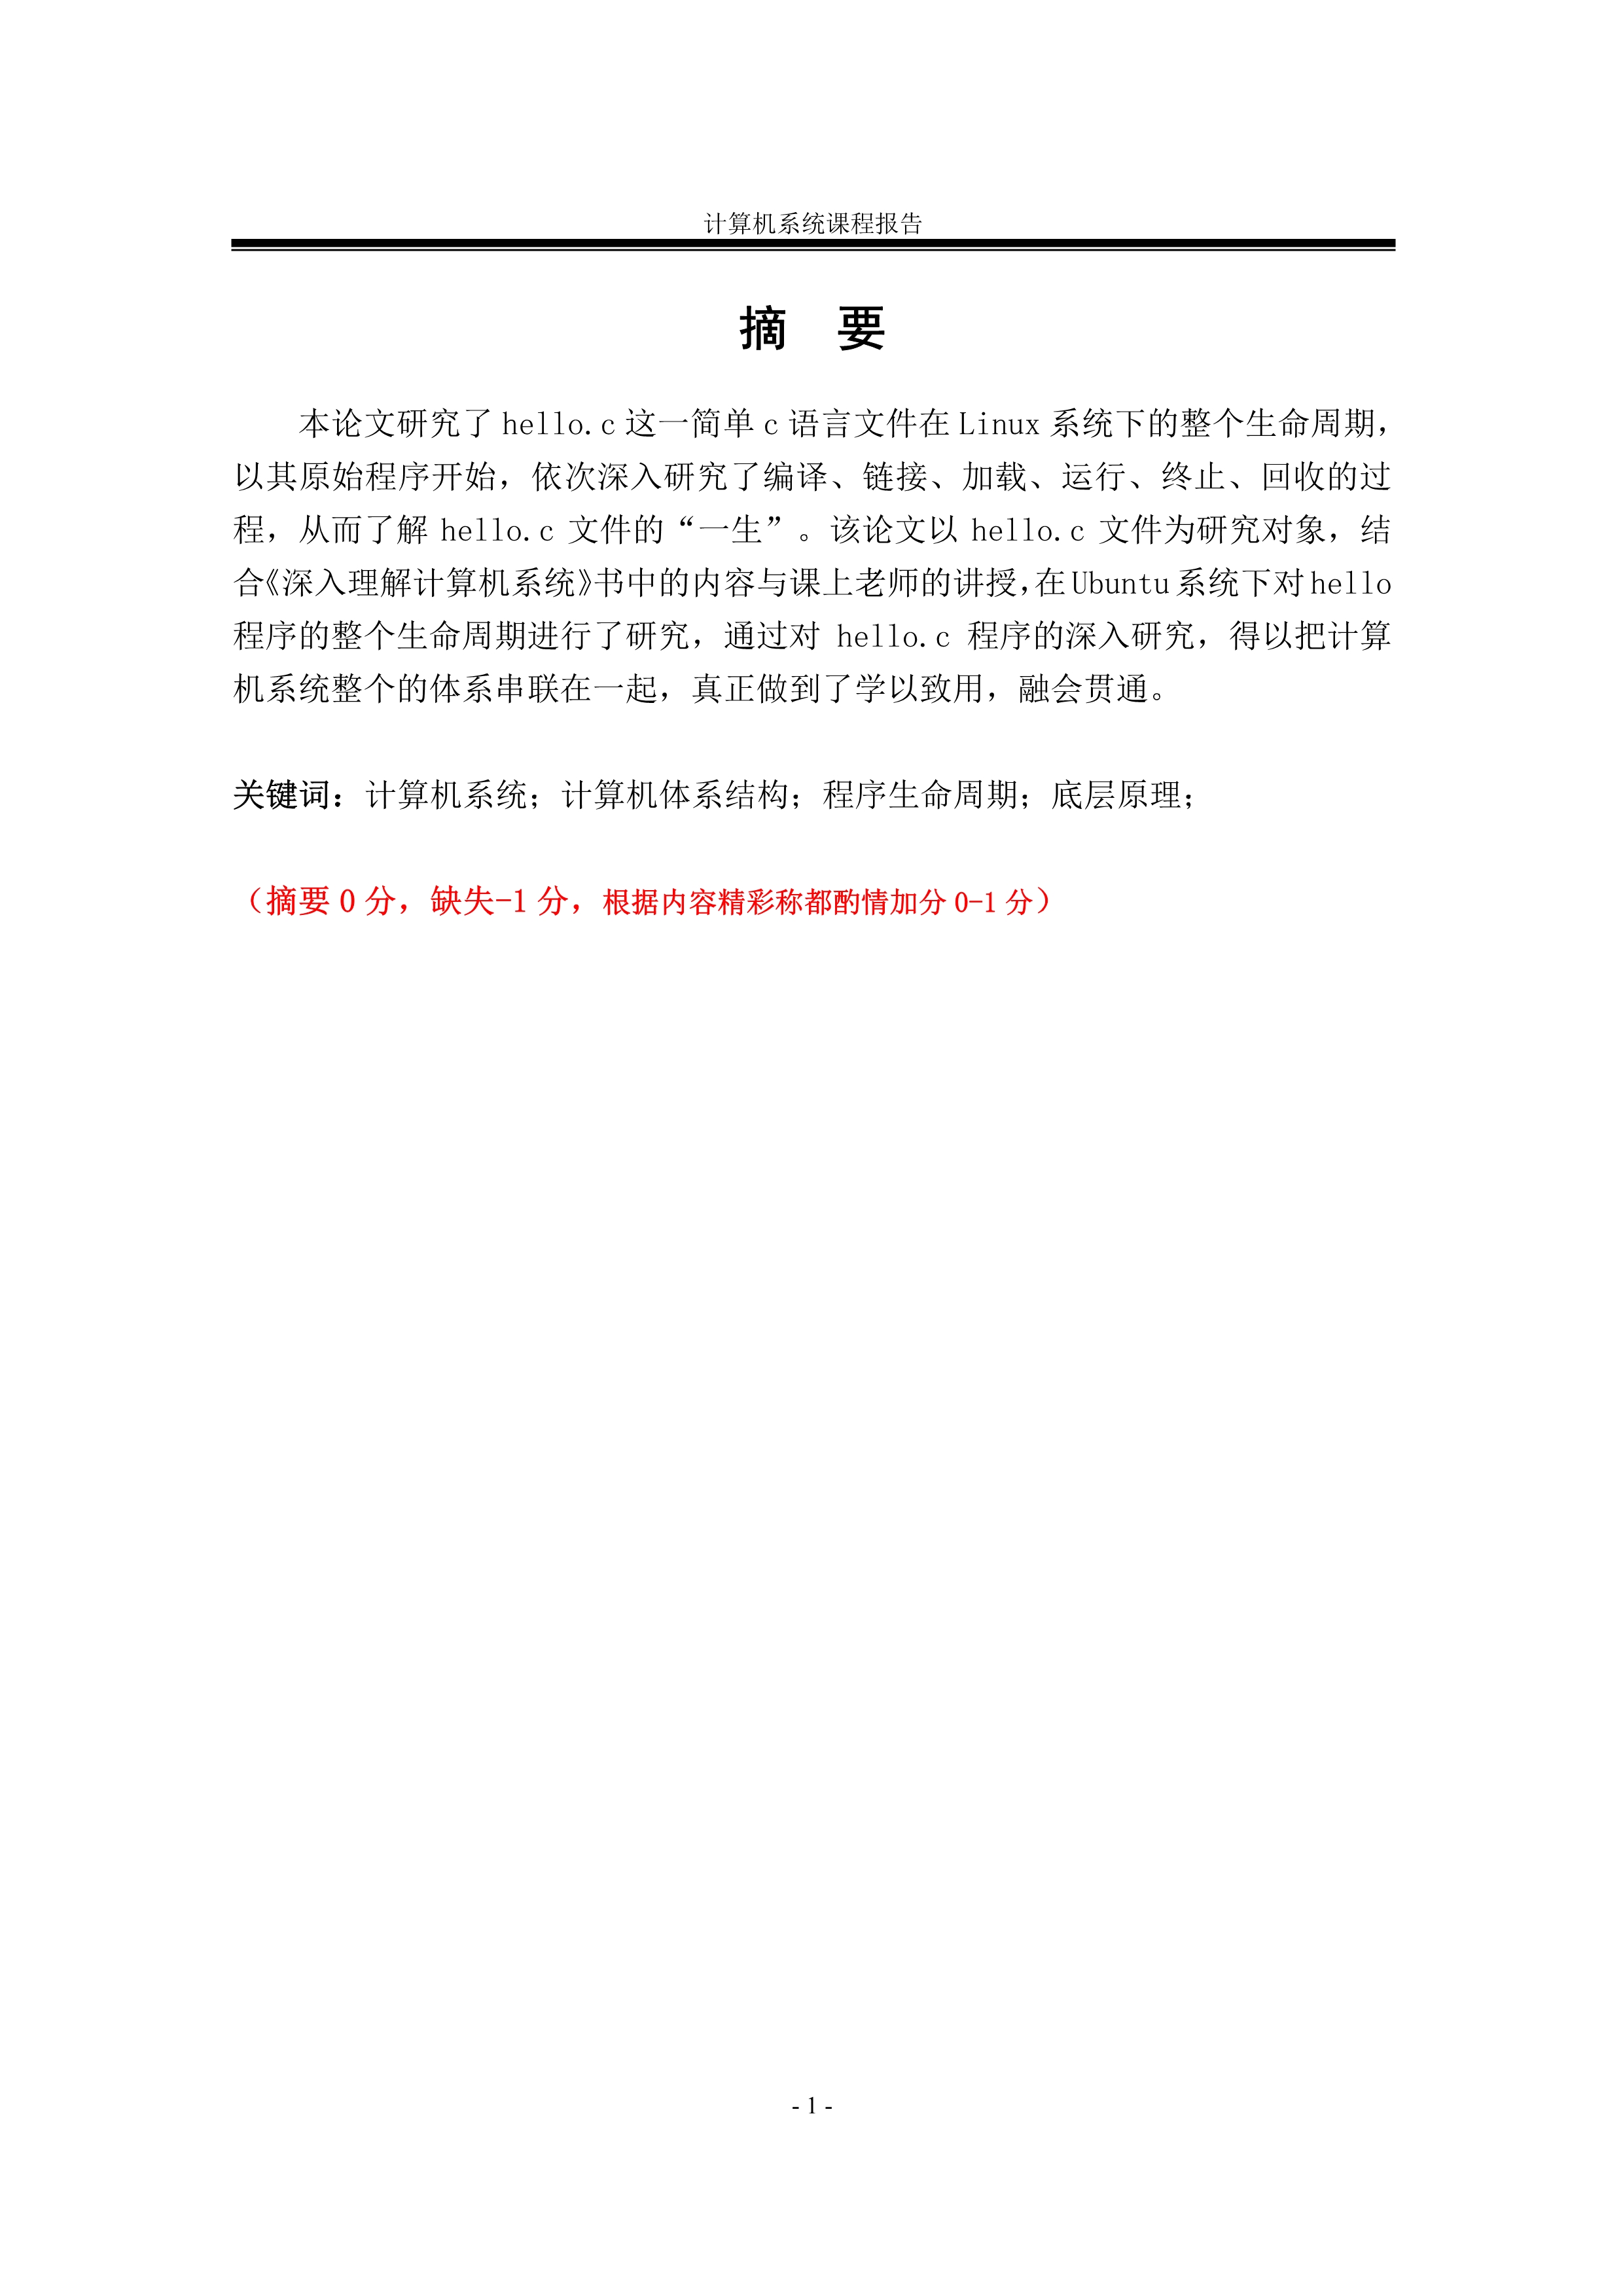 计算机系统课程报告
摘 要
本论文研究了 hello.c 这一简单 c 语言文件在 Linux 系统下的整个生命周期，
以其原始程序开始，依次深入研究了编译、链接、加载、运行、终止、回收的过
程，从而了解 hello.c 文件的“一生”。该论文以 hello.c 文件为研究对象，结
合《深入理解计算机系统》书中的内容与课上老师的讲授，在 Ubuntu 系统下对 hello
程序的整个生命周期进行了研究，通过对 hello.c 程序的深入研究，得以把计算
机系统整个的体系串联在一起，真正做到了学以致用，融会贯通。
关键词：计算机系统；计算机体系结构；程序生命周期；底层原理；
（摘要 0 分，缺失-1 分，根据内容精彩称都酌情加分 0-1 分）
- 1 -